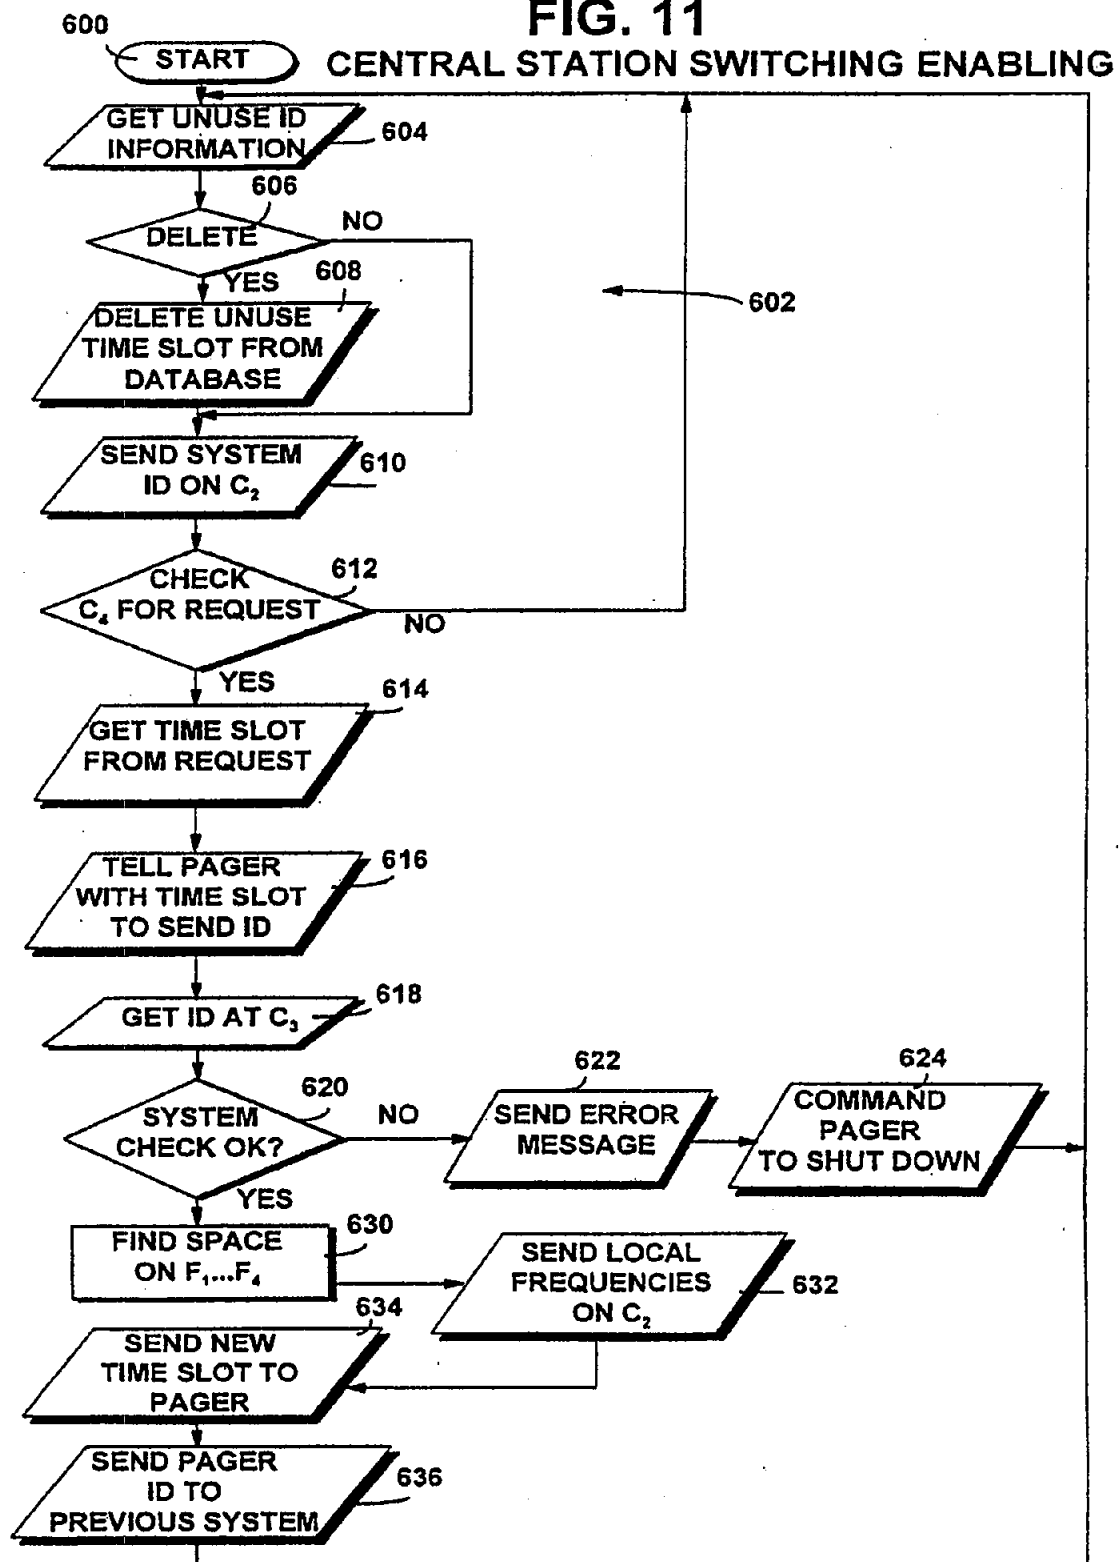 FIG. 11
600
START
CENTRAL STATION SWITCHING ENABLING
GET UNUSE ID
INFORMATION
604
606
DELETE
NO
YES
608
602
DELETE UNUSE
TIME SLOT FROM
DATABASE
SEND SYSTEM
ID ON C₂
610
612
CHECK
C₄ FOR REQUEST
NO
YES
614
GET TIME SLOT
FROM REQUEST
616
TELL PAGER
WITH TIME SLOT
TO SEND ID
618
GET ID AT C₃
620
SYSTEM
CHECK OK?
NO
YES
622
SEND ERROR
MESSAGE
624
COMMAND
PAGER
TO SHUT DOWN
630
FIND SPACE
ON F₁...F₄
SEND LOCAL
FREQUENCIES
ON C₂
632
634
SEND NEW
TIME SLOT TO
PAGER
SEND PAGER
ID TO
PREVIOUS SYSTEM
636